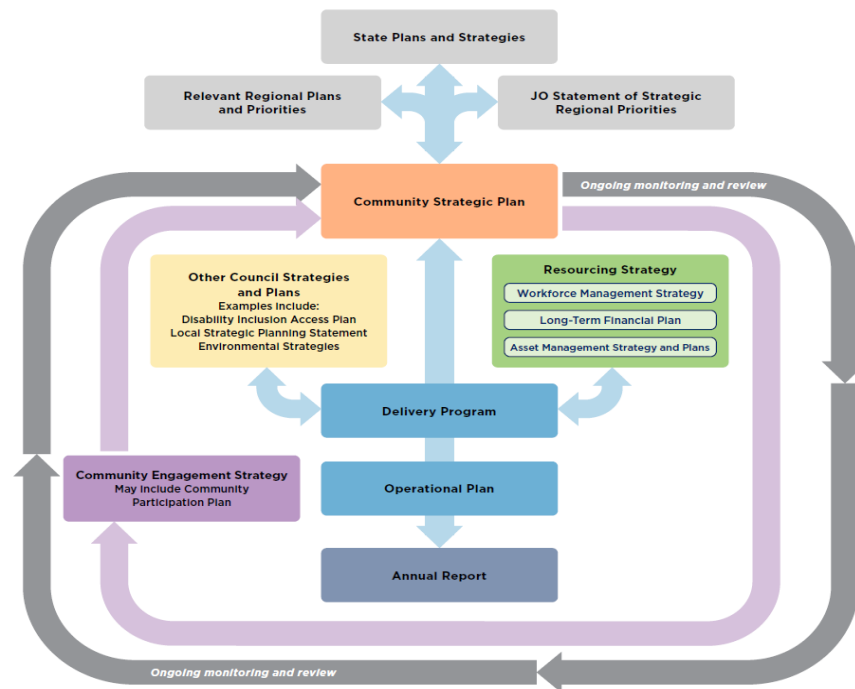 State Plans and Strategies
Relevant Regional Plans
and Priorities
JO Statement of Strategic
Regional Priorities
Community Strategic Plan
Ongoing monitoring and review
Other Council Strategies
and Plans
Examples Include:
Disability Inclusion Access Plan
Local Strategic Planning Statement
Environmental Strategies
Resourcing Strategy
Workforce Management Strategy
Long-Term Financial Plan
Asset Management Strategy and Plans
Delivery Program
Community Engagement Strategy
May include Community
Participation Plan
Operational Plan
Annual Report
Ongoing monitoring and review